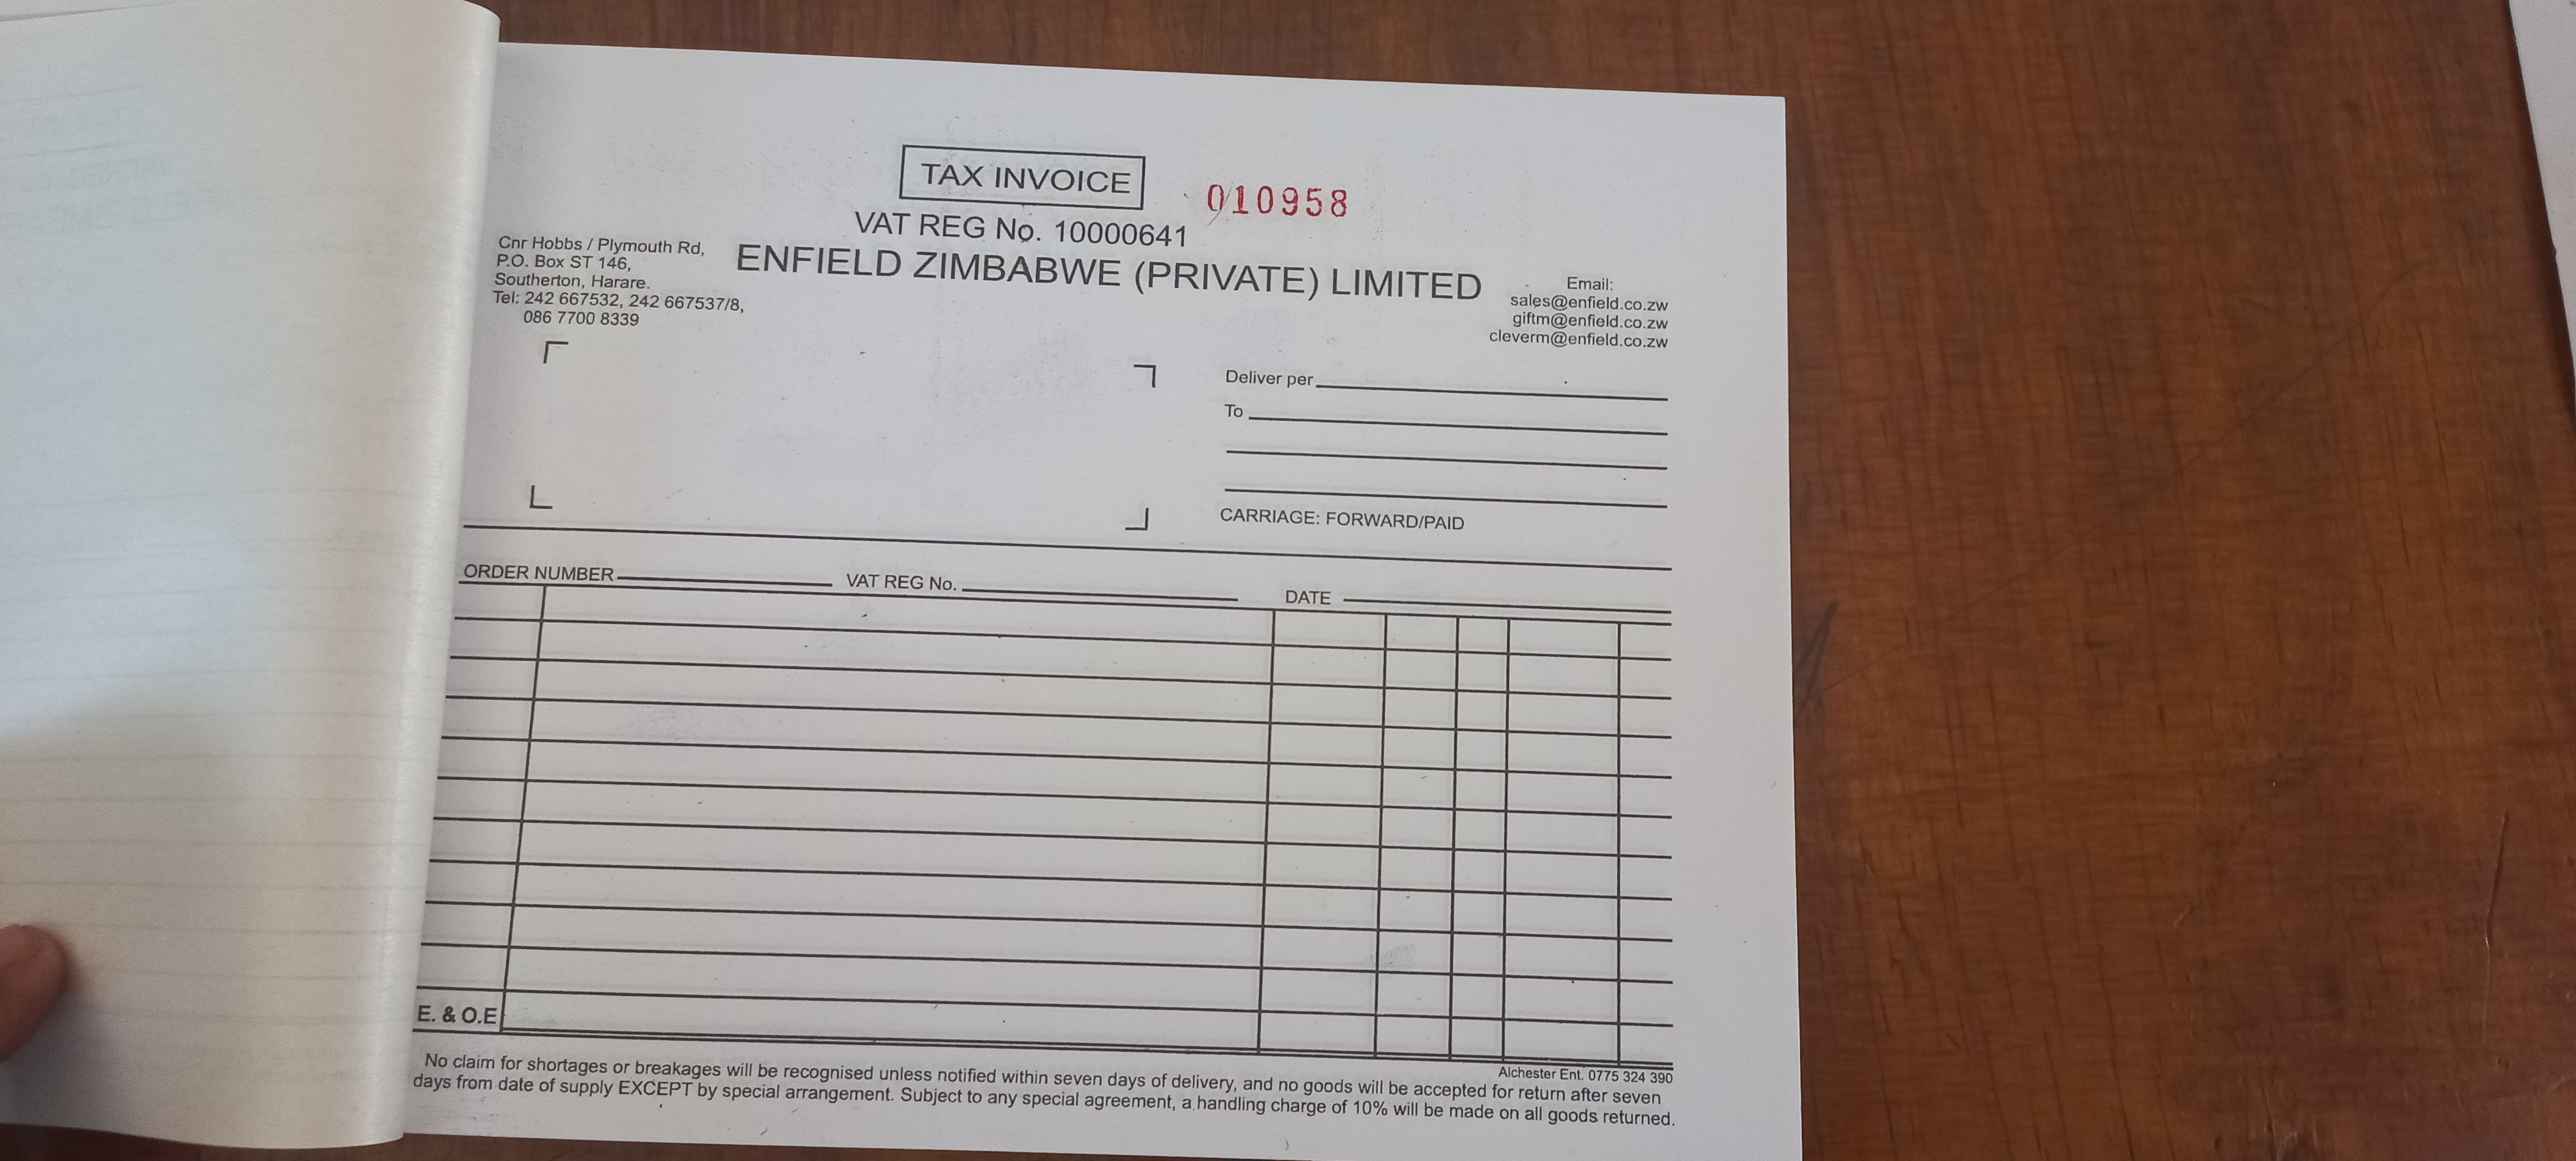 TAX INVOICE
010958
VAT REG No. 10000641
ENFIELD ZIMBABWE (PRIVATE) LIMITED
Cnr Hobbs / Plymouth Rd,
P.O. Box ST 146,
Southerton, Harare.
Tel: 242 667532, 242 667537/8,
086 7700 8339
Email:
sales@enfield.co.zw
giftm@enfield.co.zw
cleverm@enfield.co.zw
Deliver per
To
CARRIAGE: FORWARD/PAID
ORDER NUMBER
VAT REG No.
DATE
E. & O.E
Alchester Ent. 0775 324 390
No claim for shortages or breakages will be recognised unless notified within seven days of delivery, and no goods will be accepted for return after seven
days from date of supply EXCEPT by special arrangement. Subject to any special agreement, a handling charge of 10% will be made on all goods returned.